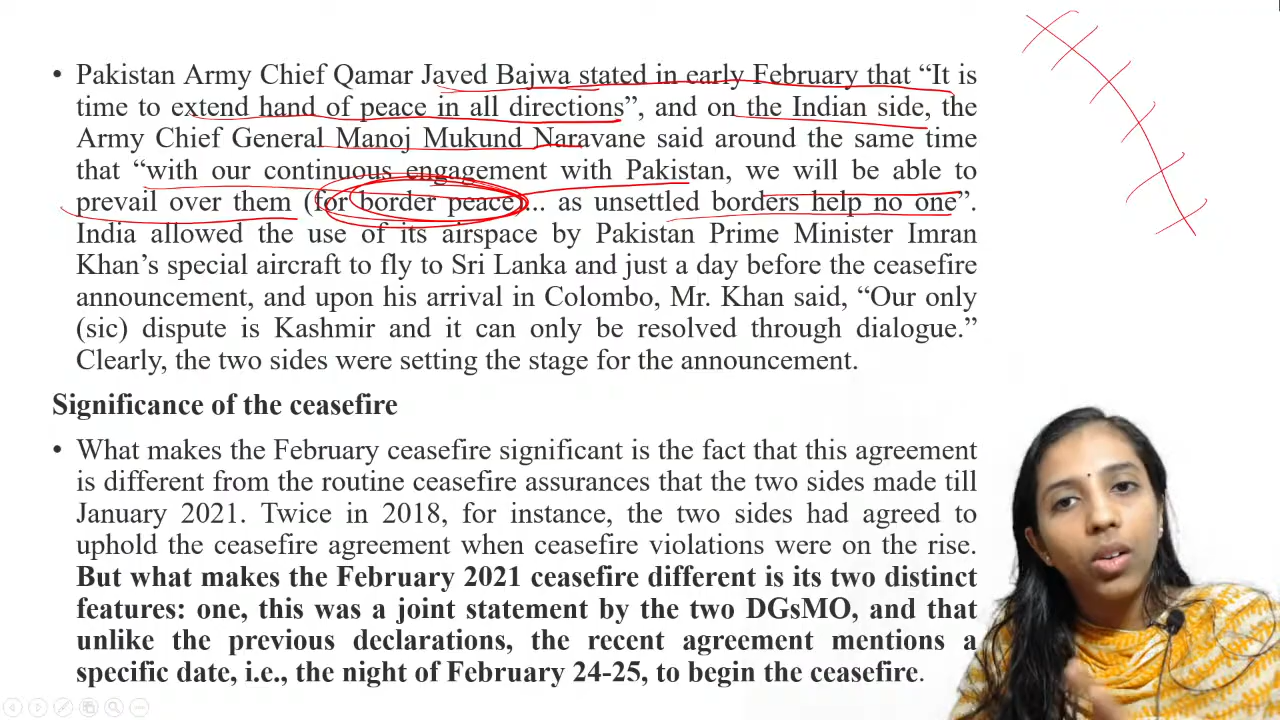 • Pakistan Army Chief Qamar Javed Bajwa stated in early February that “It is
time to extend hand of peace in all directions”, and on the Indian side, the
Army Chief General Manoj Mukund Naravane said around the same time
that “with our continuous engagement with Pakistan, we will be able to
prevail over them (for border peace)... as unsettled borders help no one”.
India allowed the use of its airspace by Pakistan Prime Minister Imran
Khan’s special aircraft to fly to Sri Lanka and just a day before the ceasefire
announcement, and upon his arrival in Colombo, Mr. Khan said, “Our only
(sic) dispute is Kashmir and it can only be resolved through dialogue.”
Clearly, the two sides were setting the stage for the announcement.
Significance of the ceasefire
• What makes the February ceasefire significant is the fact that this agreement
is different from the routine ceasefire assurances that the two sides made till
January 2021. Twice in 2018, for instance, the two sides had agreed to
uphold the ceasefire agreement when ceasefire violations were on the rise.
But what makes the February 2021 ceasefire different is its two distinct
features: one, this was a joint statement by the two DGsMO, and that
unlike the previous declarations, the recent agreement mentions a
specific date, i.e., the night of February 24-25, to begin the ceasefire.